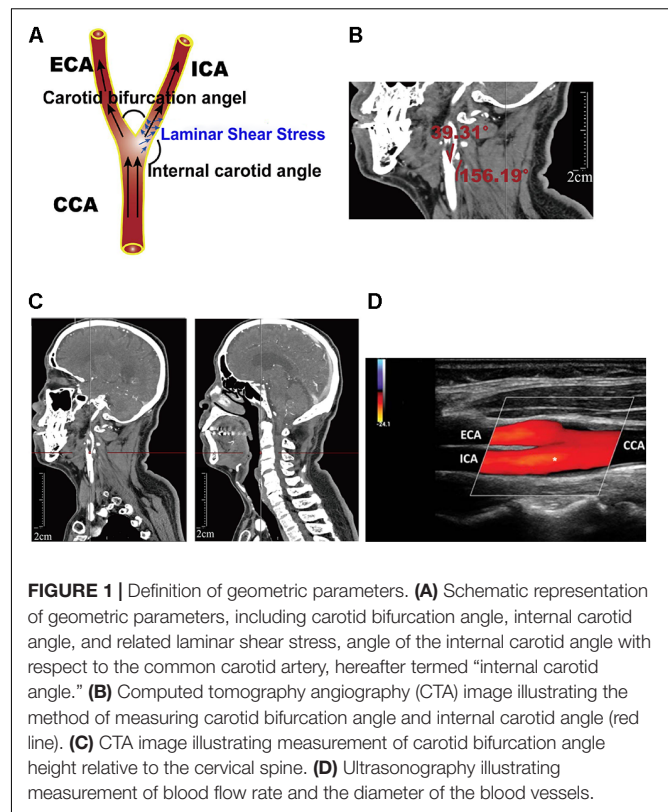 A
ECA
ICA
Carotid bifurcation angel
Laminar Shear Stress
Internal carotid angle
CCA
B
39.31°
156.19°
2cm
C
2cm
2cm
D
-24.1
ECA
ICA
CCA
FIGURE 1 | Definition of geometric parameters. (A) Schematic representation
of geometric parameters, including carotid bifurcation angle, internal carotid
angle, and related laminar shear stress, angle of the internal carotid angle with
respect to the common carotid artery, hereafter termed “internal carotid
angle.” (B) Computed tomography angiography (CTA) image illustrating the
method of measuring carotid bifurcation angle and internal carotid angle (red
line). (C) CTA image illustrating measurement of carotid bifurcation angle
height relative to the cervical spine. (D) Ultrasonography illustrating
measurement of blood flow rate and the diameter of the blood vessels.